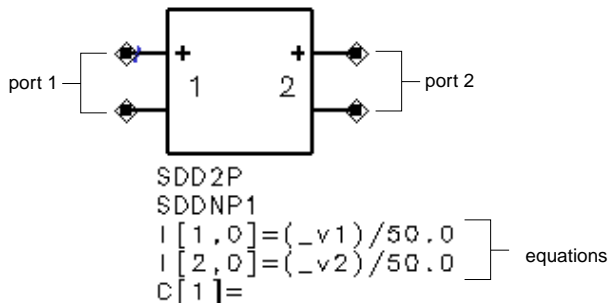 + +
port 1 1 2 port 2
SDD2P
SDDNP1
I[1,0]=(_v1)/50.0
I[2,0]=(_v2)/50.0
equations
C[1]=